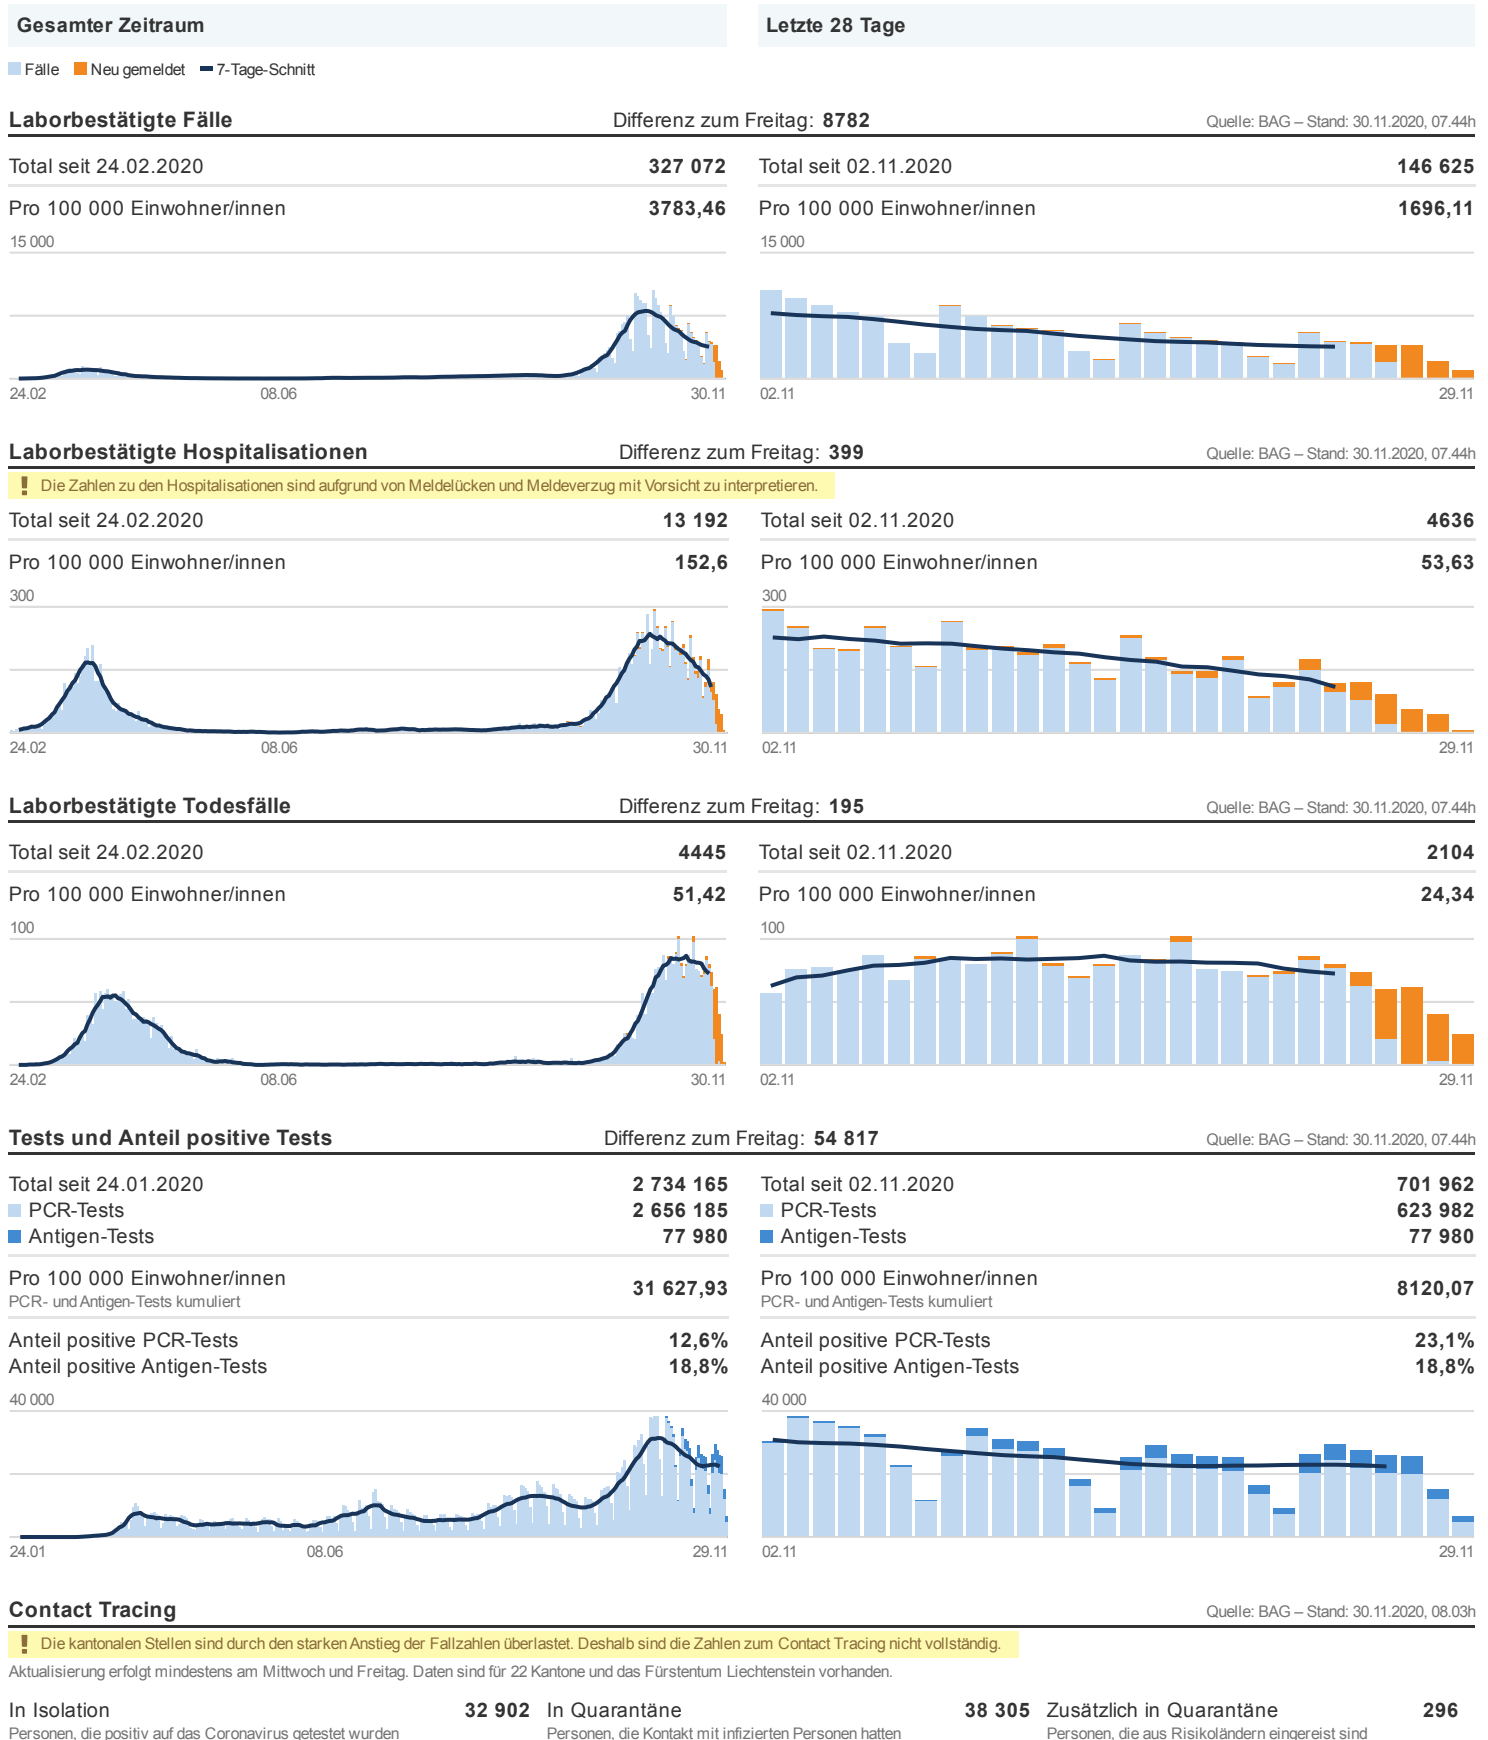 Gesamter Zeitraum
Letzte 28 Tage
Fälle Neu gemeldet 7-Tage-Schnitt
Laborbestätigte Fälle Differenz zum Freitag: 8782 Quelle: BAG – Stand: 30.11.2020, 07.44h
Total seit 24.02.2020 327 072
Pro 100 000 Einwohner/innen 3783,46
15 000
24.02 08.06 30.11
Total seit 02.11.2020 146 625
Pro 100 000 Einwohner/innen 1696,11
15 000
02.11 29.11
Laborbestätigte Hospitalisationen Differenz zum Freitag: 399 Quelle: BAG – Stand: 30.11.2020, 07.44h
! Die Zahlen zu den Hospitalisationen sind aufgrund von Meldelücken und Meldeverzug mit Vorsicht zu interpretieren.
Total seit 24.02.2020 13 192
Pro 100 000 Einwohner/innen 152,6
300
24.02 08.06 30.11
Total seit 02.11.2020 4636
Pro 100 000 Einwohner/innen 53,63
300
02.11 29.11
Laborbestätigte Todesfälle Differenz zum Freitag: 195 Quelle: BAG – Stand: 30.11.2020, 07.44h
Total seit 24.02.2020 4445
Pro 100 000 Einwohner/innen 51,42
100
24.02 08.06 30.11
Total seit 02.11.2020 2104
Pro 100 000 Einwohner/innen 24,34
100
02.11 29.11
Tests und Anteil positive Tests Differenz zum Freitag: 54 817 Quelle: BAG – Stand: 30.11.2020, 07.44h
Total seit 24.01.2020 2 734 165
PCR-Tests 2 656 185
Antigen-Tests 77 980
Pro 100 000 Einwohner/innen 31 627,93
PCR- und Antigen-Tests kumuliert
Anteil positive PCR-Tests 12,6%
Anteil positive Antigen-Tests 18,8%
40 000
24.01 08.06 29.11
Total seit 02.11.2020 701 962
PCR-Tests 623 982
Antigen-Tests 77 980
Pro 100 000 Einwohner/innen 8120,07
PCR- und Antigen-Tests kumuliert
Anteil positive PCR-Tests 23,1%
Anteil positive Antigen-Tests 18,8%
40 000
02.11 29.11
Contact Tracing Quelle: BAG – Stand: 30.11.2020, 08.03h
! Die kantonalen Stellen sind durch den starken Anstieg der Fallzahlen überlastet. Deshalb sind die Zahlen zum Contact Tracing nicht vollständig.
Aktualisierung erfolgt mindestens am Mittwoch und Freitag. Daten sind für 22 Kantone und das Fürstentum Liechtenstein vorhanden.
In Isolation 32 902
Personen, die positiv auf das Coronavirus getestet wurden
In Quarantäne 38 305
Personen, die Kontakt mit infizierten Personen hatten
Zusätzlich in Quarantäne 296
Personen, die aus Risikoländern eingereist sind